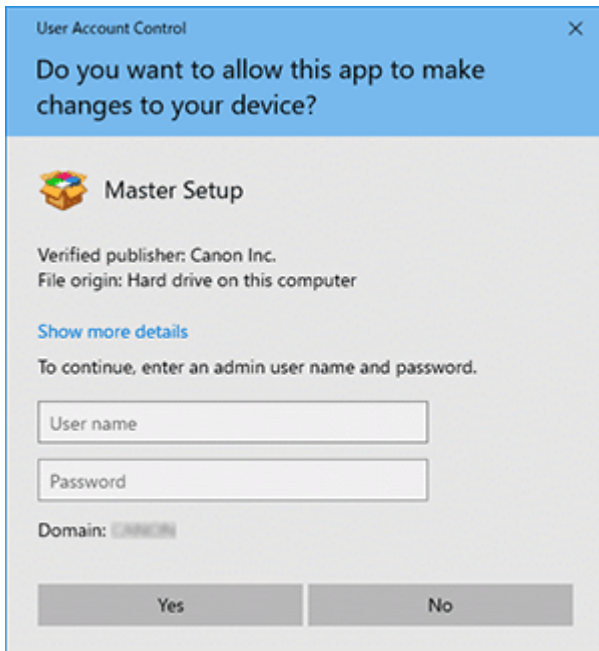 User Account Control
Do you want to allow this app to make
changes to your device?
Master Setup
Verified publisher: Canon Inc.
File origin: Hard drive on this computer
Show more details
To continue, enter an admin user name and password.
User name
Password
Domain:
Yes
No